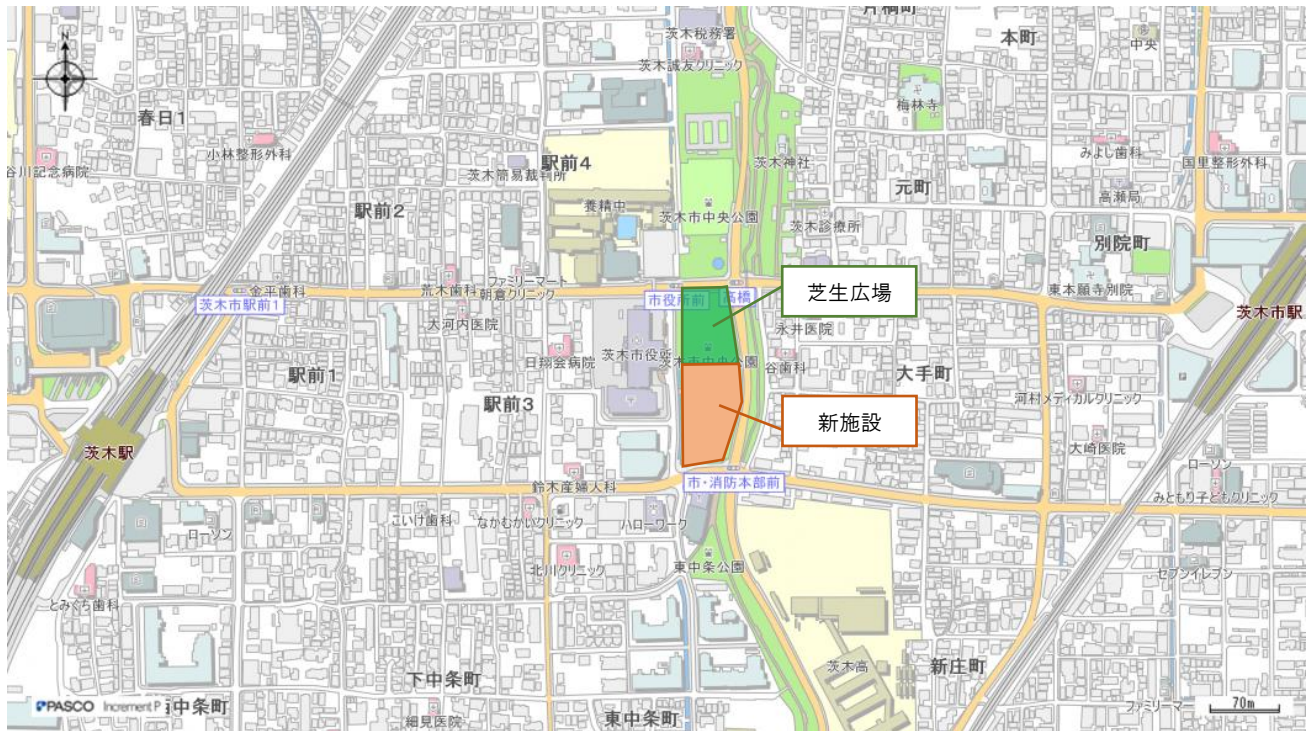 茨木税務署
片桐町
本町
中央
N
茨木誠友クリニック
春日1
梅林寺
小林整形外科
駅前4
茨木神社
みよし歯科
国里整形外科
谷川記念病院
茨木簡易裁判所
元町
高瀬局
駅前2
養精中
茨木市中央公園
茨木診療所
別院町
ファミリーマート
金平歯科
荒木歯科
朝倉クリニック
東本願寺別院
茨木市駅前1
市役所前
高橋
芝生広場
茨木市駅
大河内医院
永井医院
日翔会病院
茨木市役所
茨木市中央公園
谷歯科
駅前1
大手町
駅前3
河村メディカルクリニック
新施設
茨木駅
大崎医院
鈴木産婦人科
市・消防本部前
ローソン
みともり子どもクリニック
こいけ歯科
なかむかいクリニック
ハローワーク
ローソン
北川クリニック
東中条公園
セブンイレブン
とみぐち歯科
茨木高
新庄町
下中条町
PASCO Increment P
中条町
細見医院
東中条町
ファミリーマー
70m